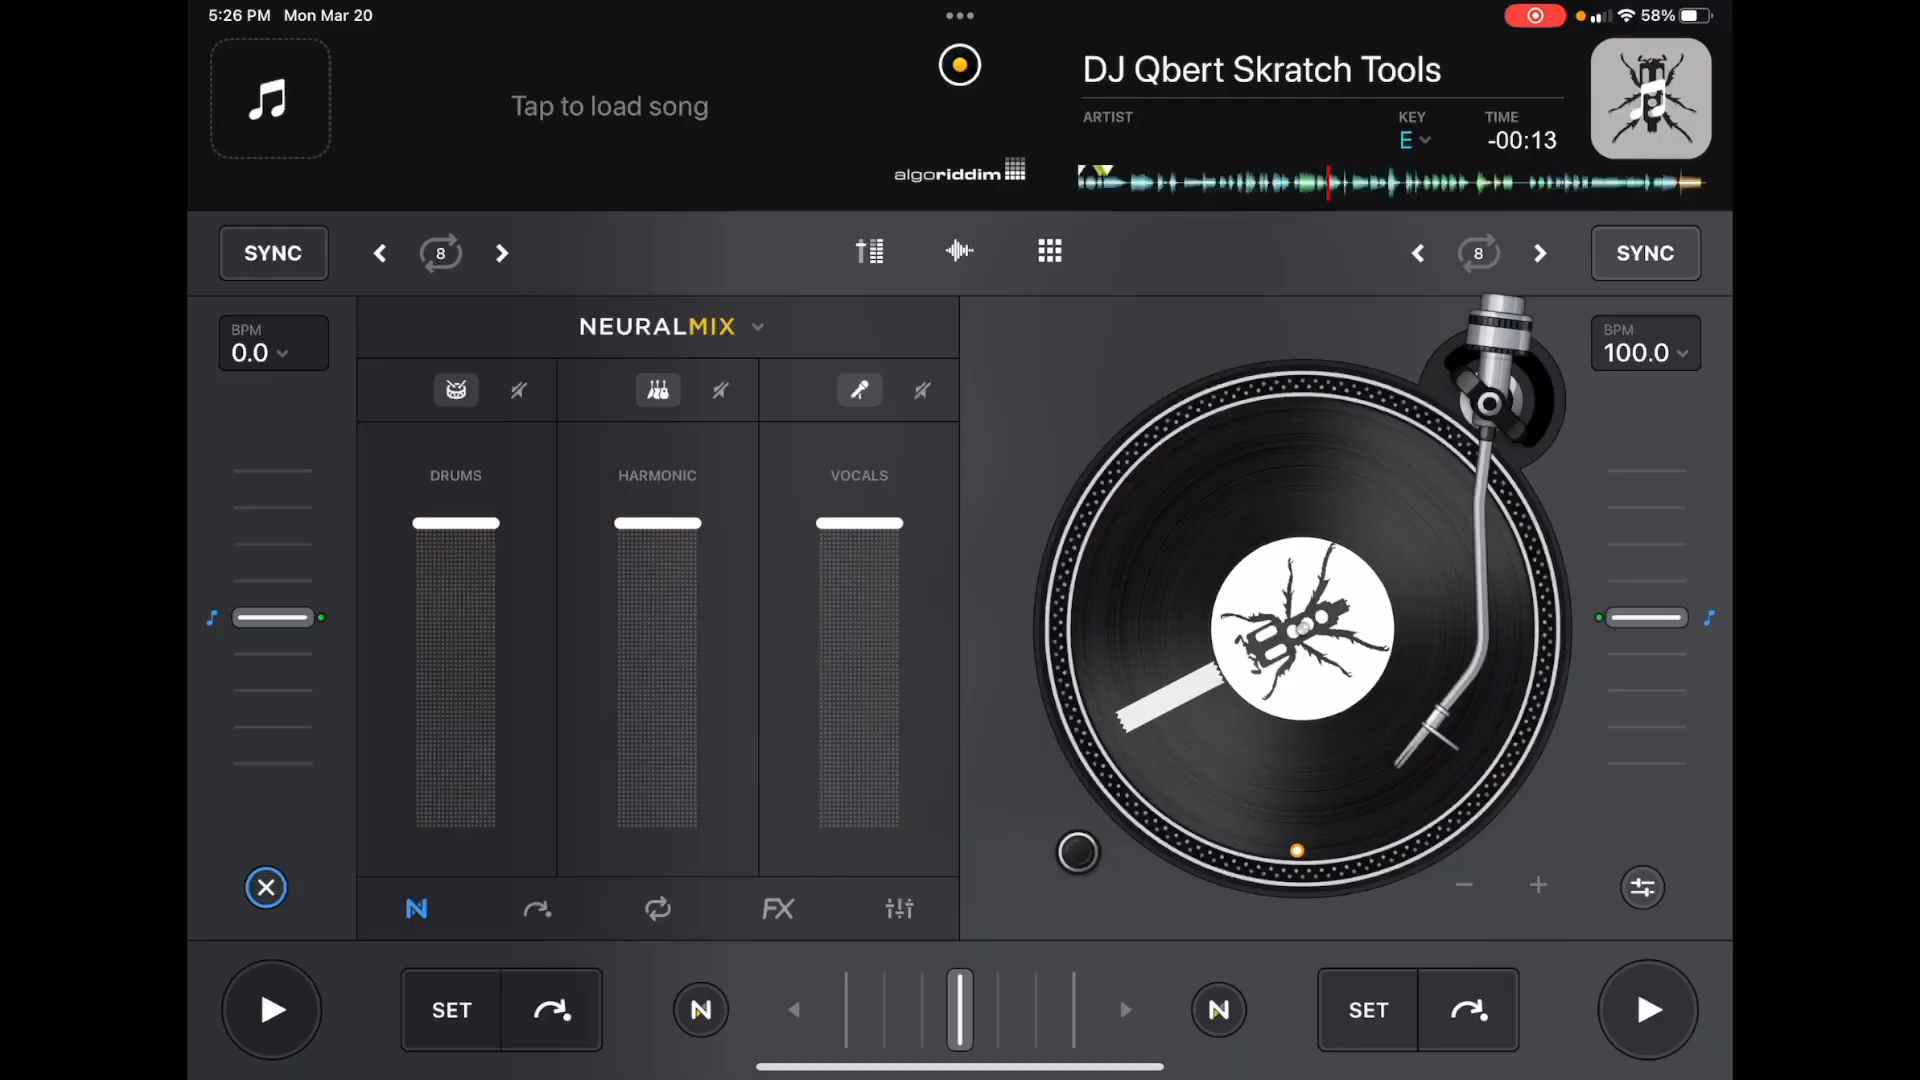 5:26 PM Mon Mar 20
58%
Tap to load song
algoriddim
DJ Qbert Skratch Tools
ARTIST
KEY
E
TIME
-00:13
SYNC
8
8
SYNC
BPM
0.0
NEURALMIX
DRUMS
HARMONIC
VOCALS
BPM
100.0
N
FX
SET
N
N
SET